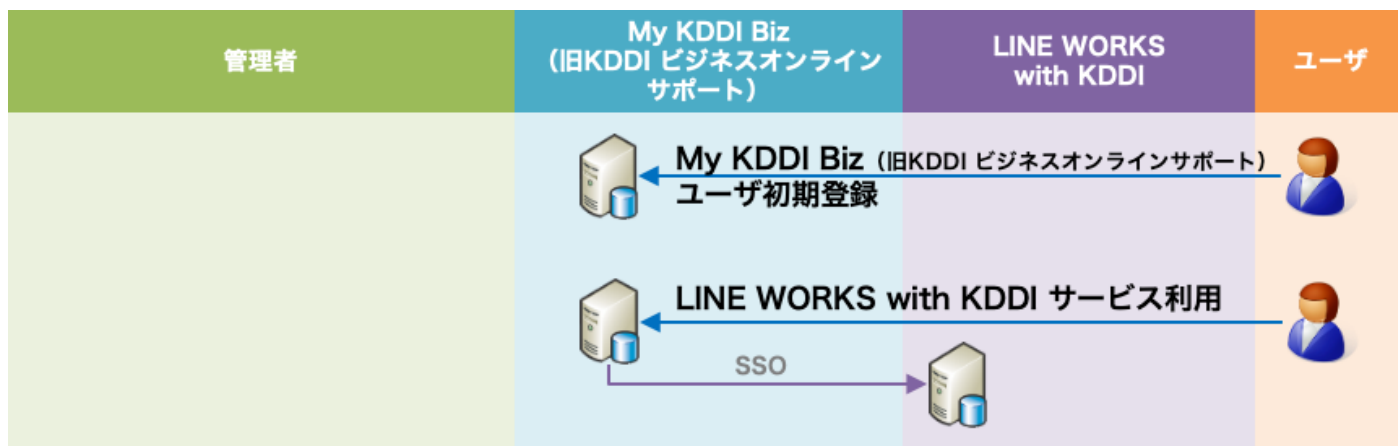 管理者
My KDDI Biz
（旧KDDI ビジネスオンライン
サポート）
LINE WORKS
with KDDI
ユーザ
My KDDI Biz（旧KDDI ビジネスオンラインサポート）
ユーザ初期登録
LINE WORKS with KDDI サービス利用
SSO